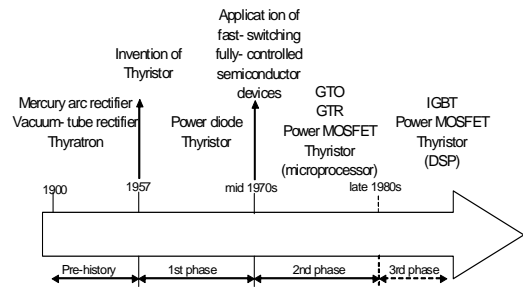 Application of
fast- switching
fully- controlled
semiconductor
devices
Invention of
Thyristor
Mercury arc rectifier
Vacuum- tube rectifier
Thyratron
Power diode
Thyristor
GTO
GTR
Power MOSFET
Thyristor
(microprocessor)
IGBT
Power MOSFET
Thyristor
(DSP)
1900
1957
mid 1970s
late 1980s
Pre-history
1st phase
2nd phase
3rd phase